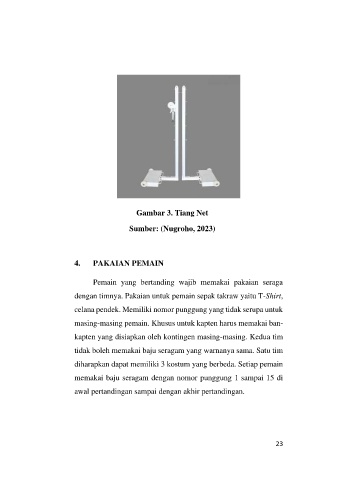 Gambar 3. Tiang Net
Sumber: (Nugroho, 2023)
4. PAKAIAN PEMAIN
Pemain yang bertanding wajib memakai pakaian seraga
dengan timnya. Pakaian untuk pemain sepak takraw yaitu T-Shirt,
celana pendek. Memiliki nomor punggung yang tidak serupa untuk
masing-masing pemain. Khusus untuk kapten harus memakai ban-
kapten yang disiapkan oleh kontingen masing-masing. Kedua tim
tidak boleh memakai baju seragam yang warnanya sama. Satu tim
diharapkan dapat memiliki 3 kostum yang berbeda. Setiap pemain
memakai baju seragam dengan nomor punggung 1 sampai 15 di
awal pertandingan sampai dengan akhir pertandingan.
23